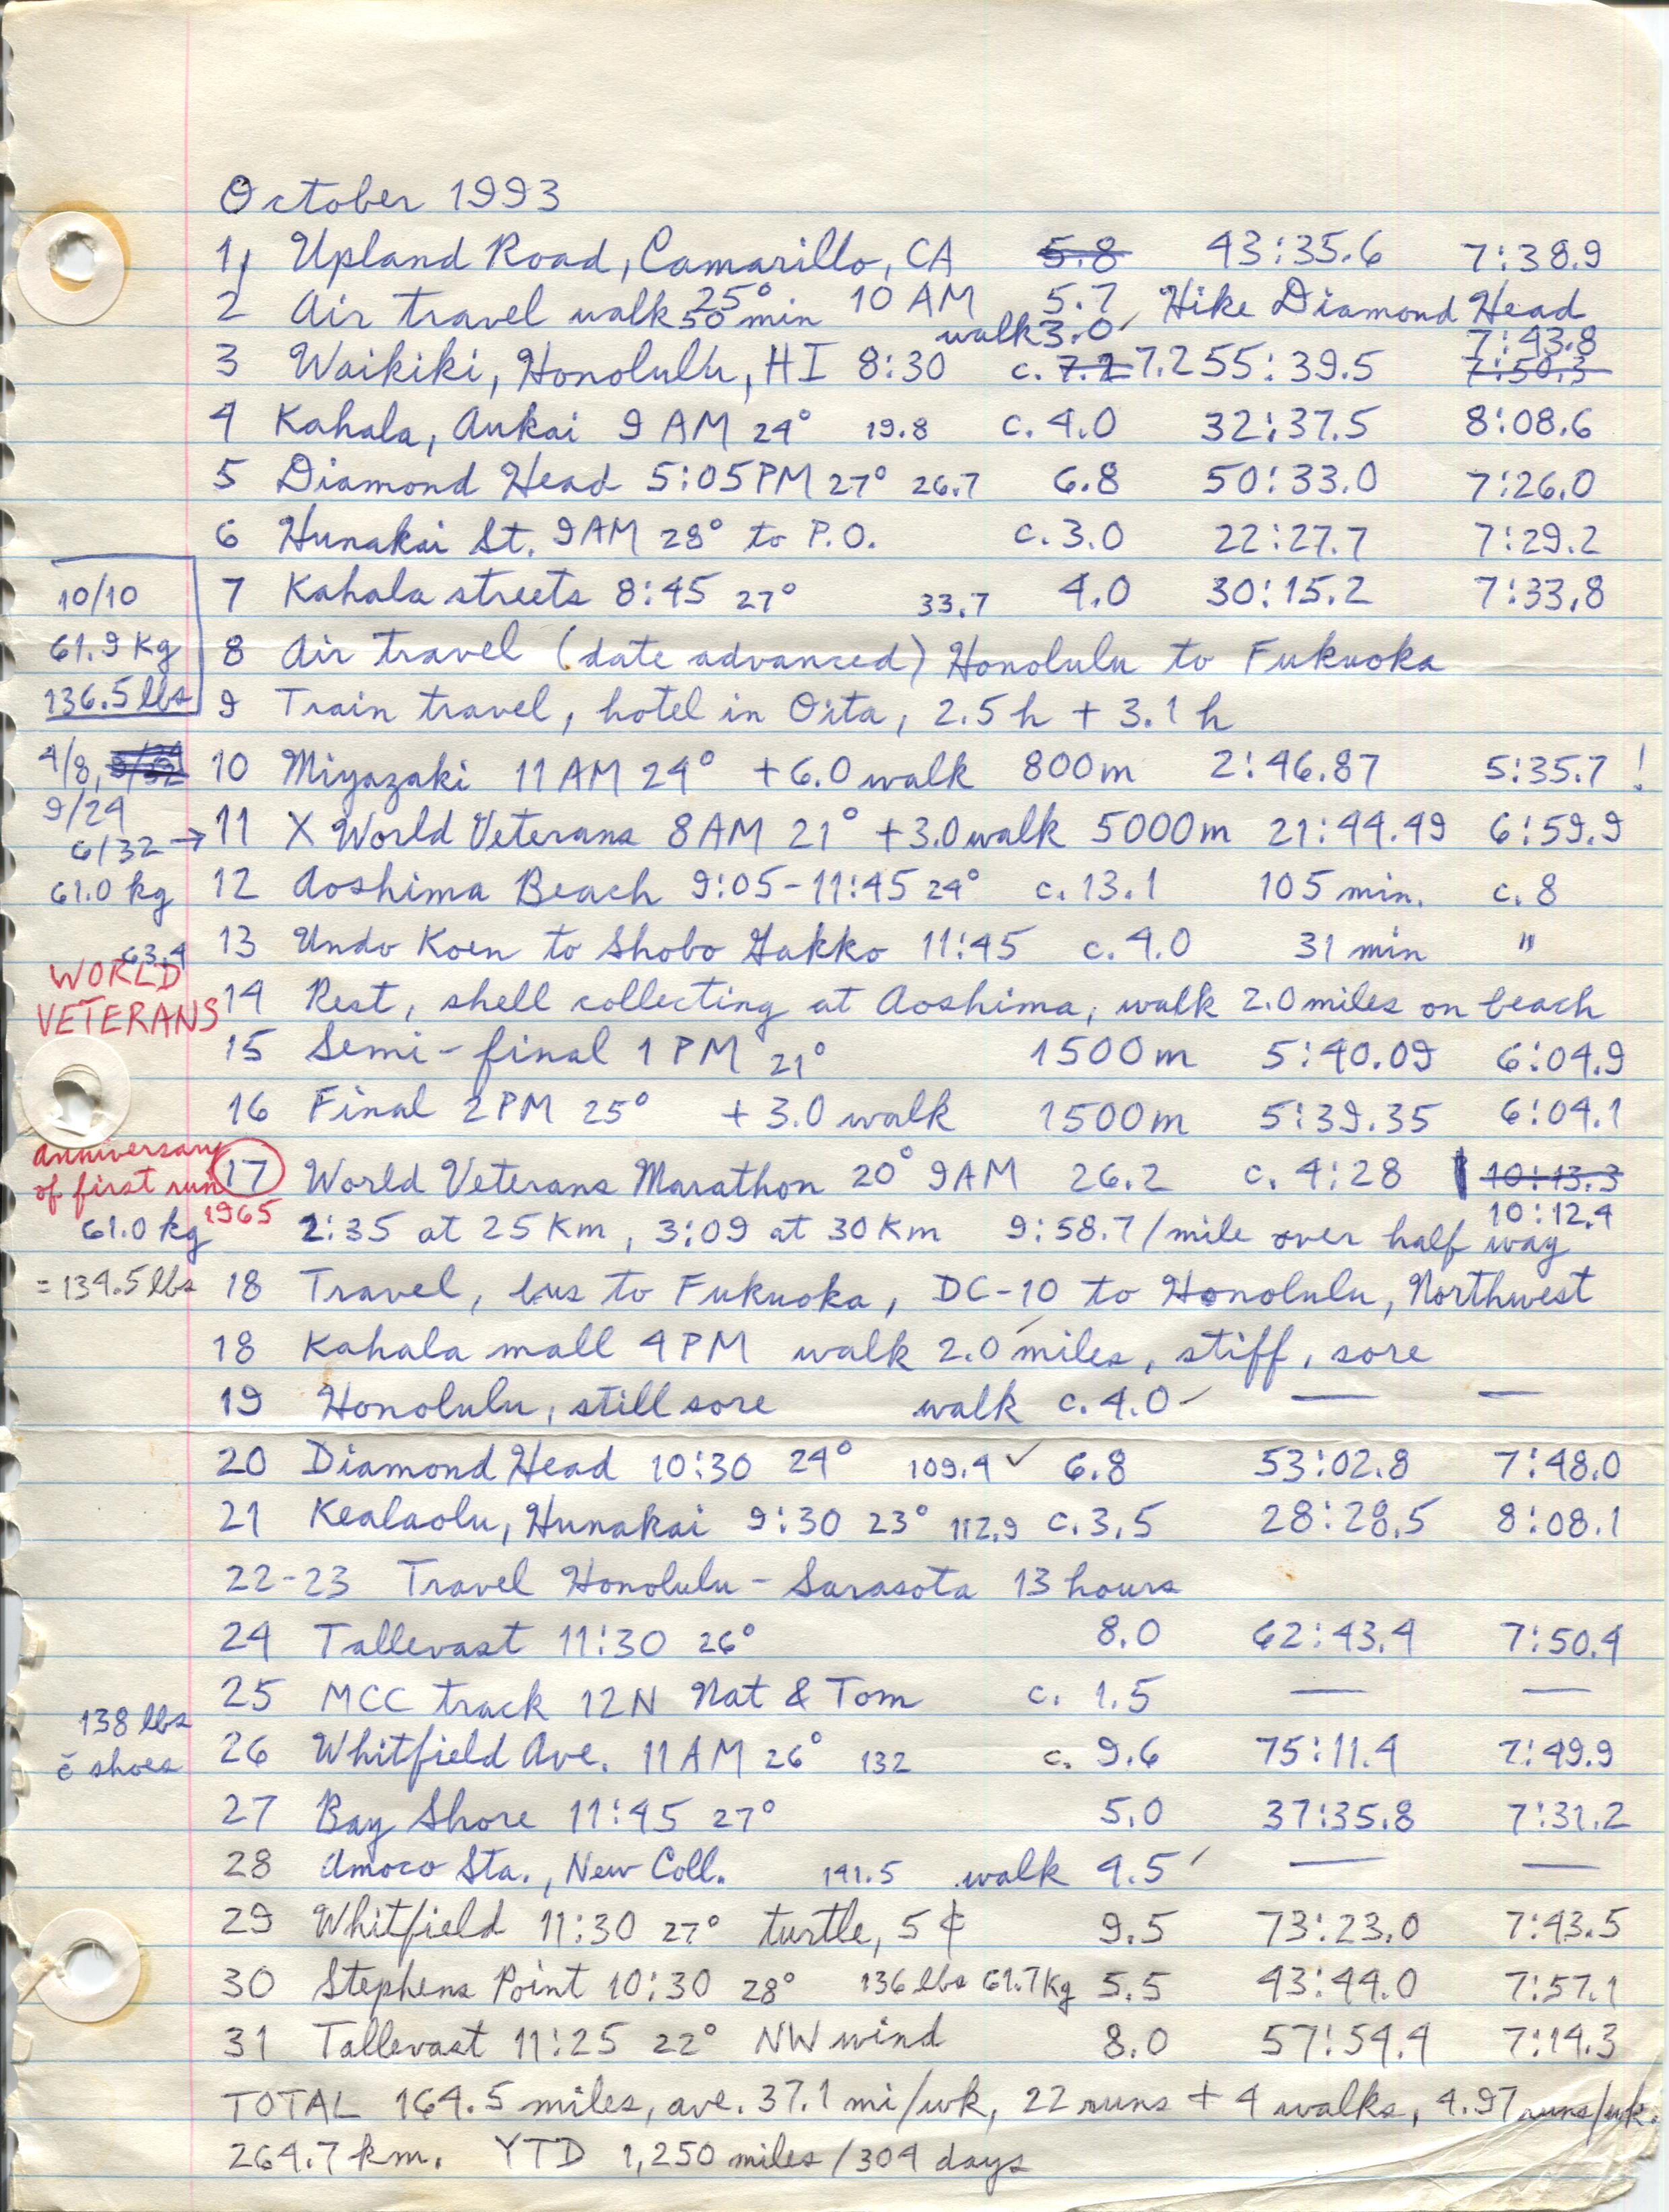 October 1993
1, Upland Road, Camarillo, CA 5.8 43:35.6 7:38.9
2 Air travel walk 25° 50 min 10 AM 5.7 Hike Diamond Head
walk 3.0 7:43.8
3 Waikiki, Honolulu, HI 8:30 c. 7.2 7.2 55:39.5 7:50.3
4 Kahala, Aukai 9 AM 24° 19.8 c. 4.0 32:37.5 8:08.6
5 Diamond Head 5:05 PM 27° 26.7 6.8 50:33.0 7:26.0
6 Hunakai St. 9 AM 28° to P.O. c. 3.0 22:27.7 7:29.2
10/10 7 Kahala streets 8:45 27° 33.7 4.0 30:15.2 7:33.8
61.9 Kg 8 Air travel (date advanced) Honolulu to Fukuoka
136.5 lbs 9 Train travel, hotel in Oita, 2.5 h + 3.1 h
4/8, 10 Miyazaki 11 AM 24° + 6.0 walk 800 m 2:46.87 5:35.7 !
9/24
6/32 → 11 X World Veterans 8 AM 21° + 3.0 walk 5000 m 21:44.49 6:59.9
61.0 kg 12 Aoshima Beach 9:05-11:45 24° c. 13.1 105 min. c. 8
63.4 13 Undo Koen to Shobo Gakko 11:45 c. 4.0 31 min "
WORLD
VETERANS 14 Rest, shell collecting at Aoshima, walk 2.0 miles on beach
15 Semi-final 1 PM 21° 1500 m 5:40.09 6:04.9
16 Final 2 PM 25° + 3.0 walk 1500 m 5:39.35 6:04.1
anniversary
of first run 17 World Veterans Marathon 20° 9 AM 26.2 c. 4:28 10:13.3
1965 10:12.4
61.0 kg 2:35 at 25 Km, 3:09 at 30 Km 9:58.7/mile over half way
= 134.5 lbs 18 Travel, bus to Fukuoka, DC-10 to Honolulu, Northwest
18 Kahala mall 4 PM walk 2.0 miles, stiff, sore
19 Honolulu, still sore walk c. 4.0 — —
20 Diamond Head 10:30 24° 109.4 ✓ 6.8 53:02.8 7:48.0
21 Kealaolu, Hunakai 9:30 23° 112.9 c. 3.5 28:28.5 8:08.1
22-23 Travel Honolulu - Sarasota 13 hours
24 Tallevast 11:30 26° 8.0 62:43.4 7:50.4
25 MCC track 12N Nat & Tom c. 1.5 — —
138 lbs
c̄ shoes 26 Whitfield Ave. 11 AM 26° 132 c. 9.6 75:11.4 7:49.9
27 Bay Shore 11:45 27° 5.0 37:35.8 7:31.2
28 Amoco Sta., New Coll. 141.5 walk 4.5 — —
29 Whitfield 11:30 27° turtle, 5¢ 9.5 73:23.0 7:43.5
30 Stephens Point 10:30 28° 136 lbs 61.7 Kg 5.5 43:44.0 7:57.1
31 Tallevast 11:25 22° NW wind 8.0 57:54.4 7:14.3
TOTAL 164.5 miles, ave. 37.1 mi/wk, 22 runs + 4 walks, 4.97 runs/wk.
264.7 km. YTD 1,250 miles/304 days